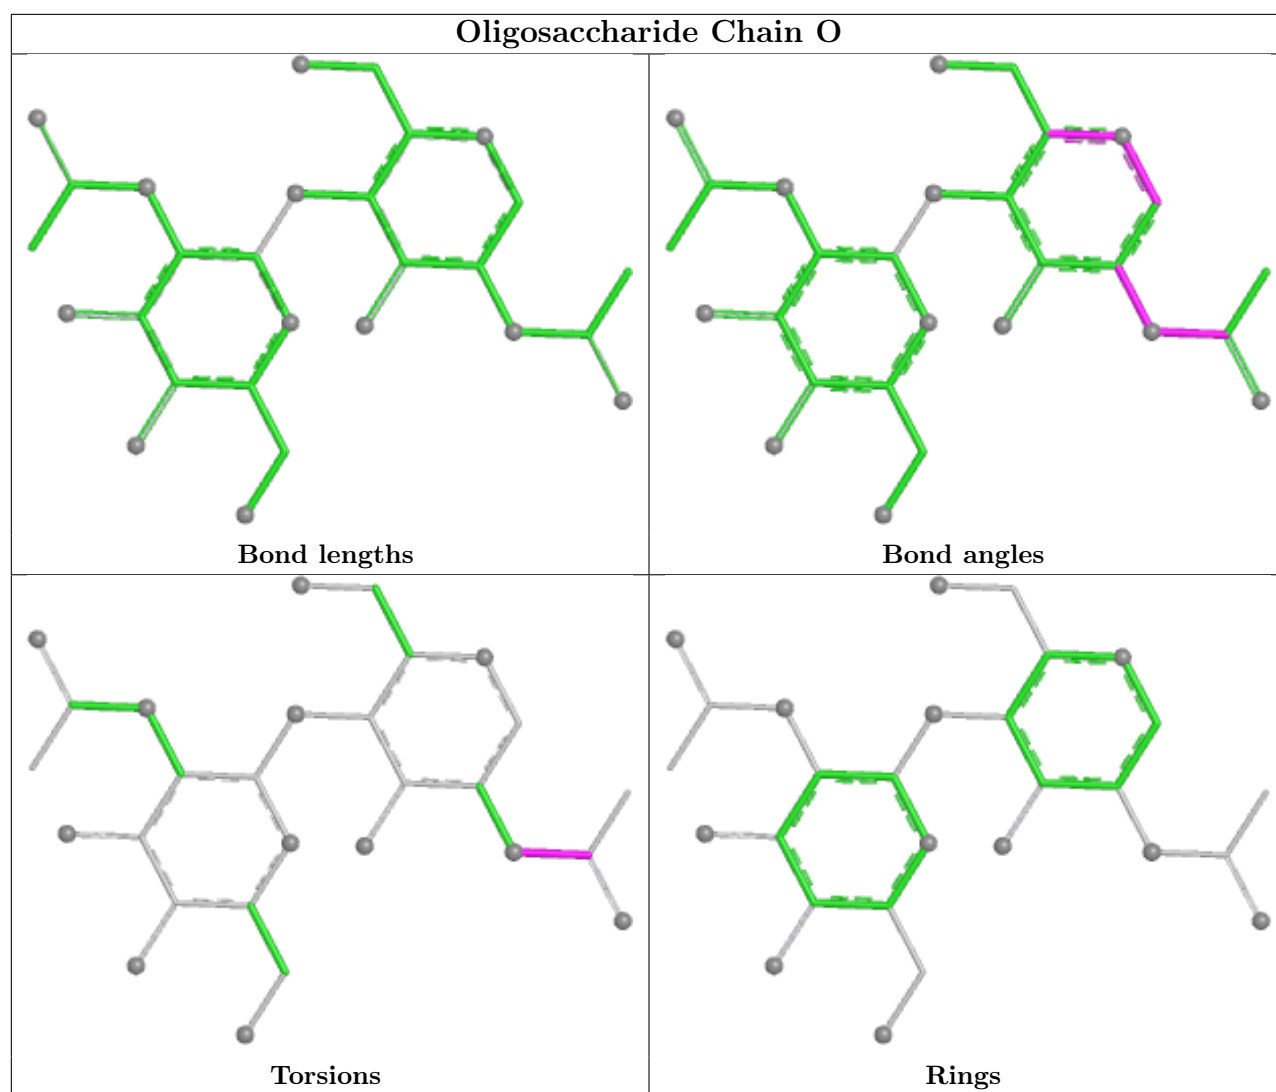 Oligosaccharide Chain O
Bond lengths
Bond angles
Torsions
Rings